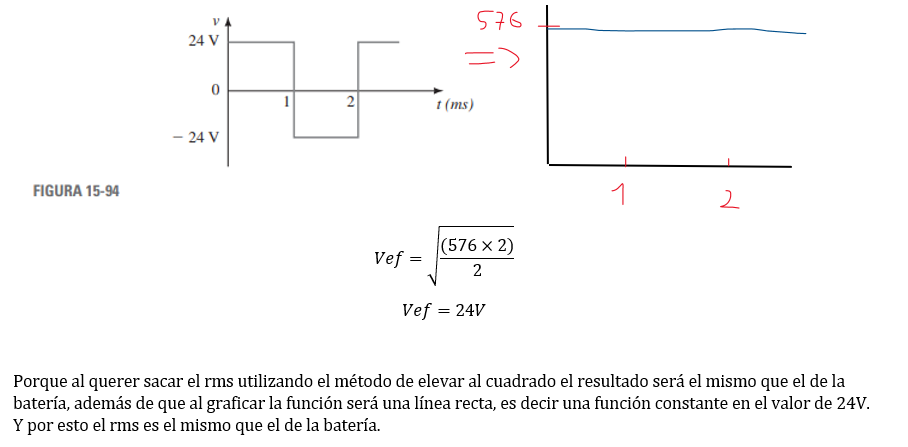 v
24 V
0
1
2
t (ms)
− 24 V
FIGURA 15-94
576
=>
1
2
Vef = √((576 × 2)/2)
Vef = 24V
Porque al querer sacar el rms utilizando el método de elevar al cuadrado el resultado será el mismo que el de la
batería, además de que al graficar la función será una línea recta, es decir una función constante en el valor de 24V.
Y por esto el rms es el mismo que el de la batería.